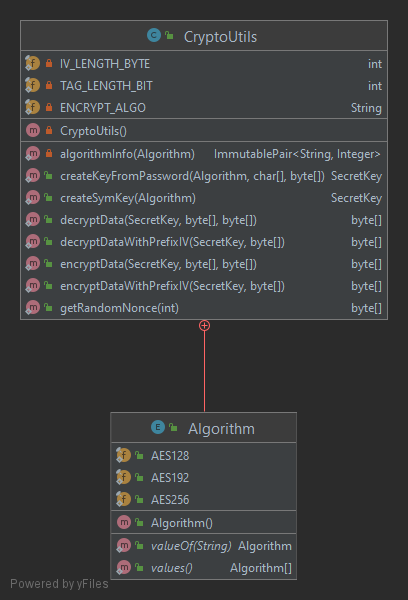 CryptoUtils
IV_LENGTH_BYTE int
TAG_LENGTH_BIT int
ENCRYPT_ALGO String
CryptoUtils()
algorithmInfo(Algorithm) ImmutablePair<String, Integer>
createKeyFromPassword(Algorithm, char[], byte[]) SecretKey
createSymKey(Algorithm) SecretKey
decryptData(SecretKey, byte[], byte[]) byte[]
decryptDataWithPrefixIV(SecretKey, byte[]) byte[]
encryptData(SecretKey, byte[], byte[]) byte[]
encryptDataWithPrefixIV(SecretKey, byte[]) byte[]
getRandomNonce(int) byte[]
Algorithm
AES128
AES192
AES256
Algorithm()
valueOf(String) Algorithm
values() Algorithm[]
Powered by yFiles